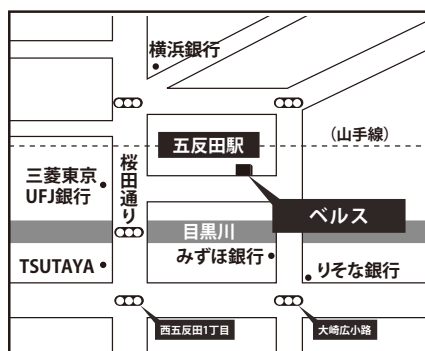 横浜銀行
(山手線)
五反田駅
桜田通り
三菱東京
UFJ銀行
ベルス
目黒川
みずほ銀行
TSUTAYA
りそな銀行
西五反田1丁目
大崎広小路